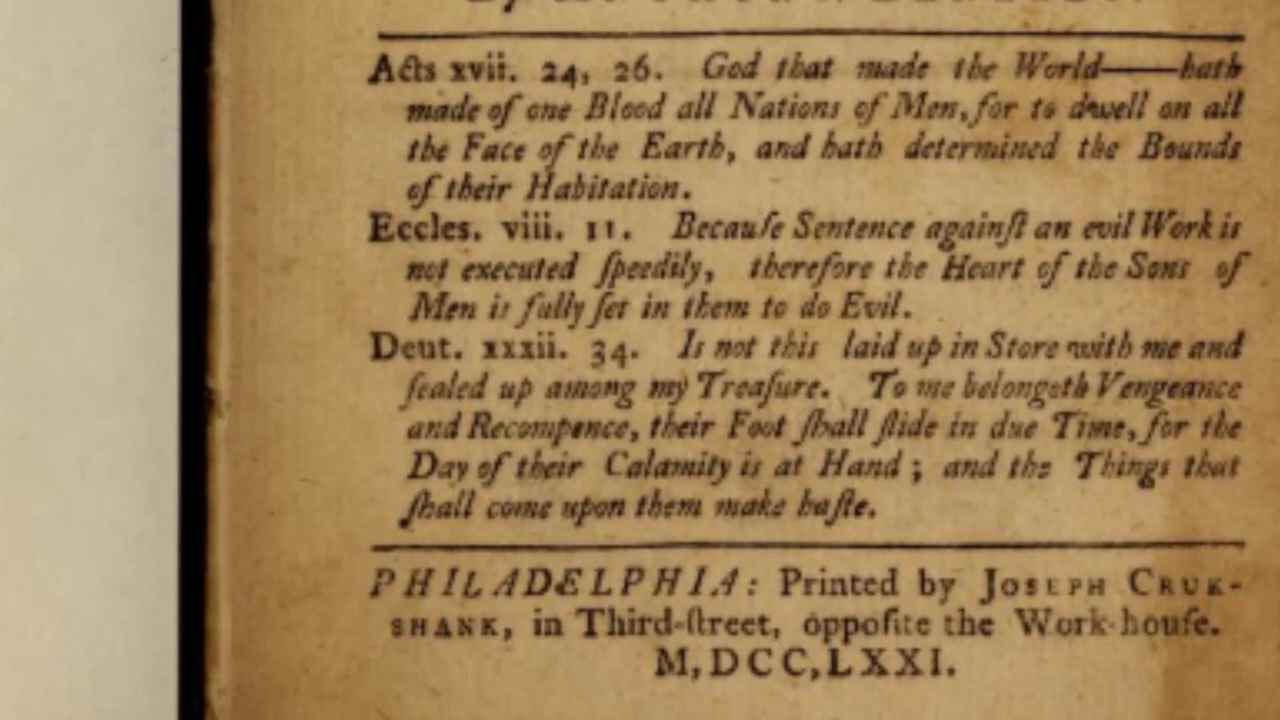 Acts xvii. 24, 26. God that made the World——hath
made of one Blood all Nations of Men, for to dwell on all
the Face of the Earth, and hath determined the Bounds
of their Habitation.
Eccles. viii. 11. Becauſe Sentence againſt an evil Work is
not executed ſpeedily, therefore the Heart of the Sons of
Men is fully ſet in them to do Evil.
Deut. xxxii. 34. Is not this laid up in Store with me and
ſealed up among my Treaſure. To me belongeth Vengeance
and Recompence, their Foot ſhall ſlide in due Time, for the
Day of their Calamity is at Hand; and the Things that
ſhall come upon them make haſte.
PHILADELPHIA: Printed by JOSEPH CRUK-
SHANK, in Third-ſtreet, oppoſite the Work-houſe.
M,DCC,LXXI.